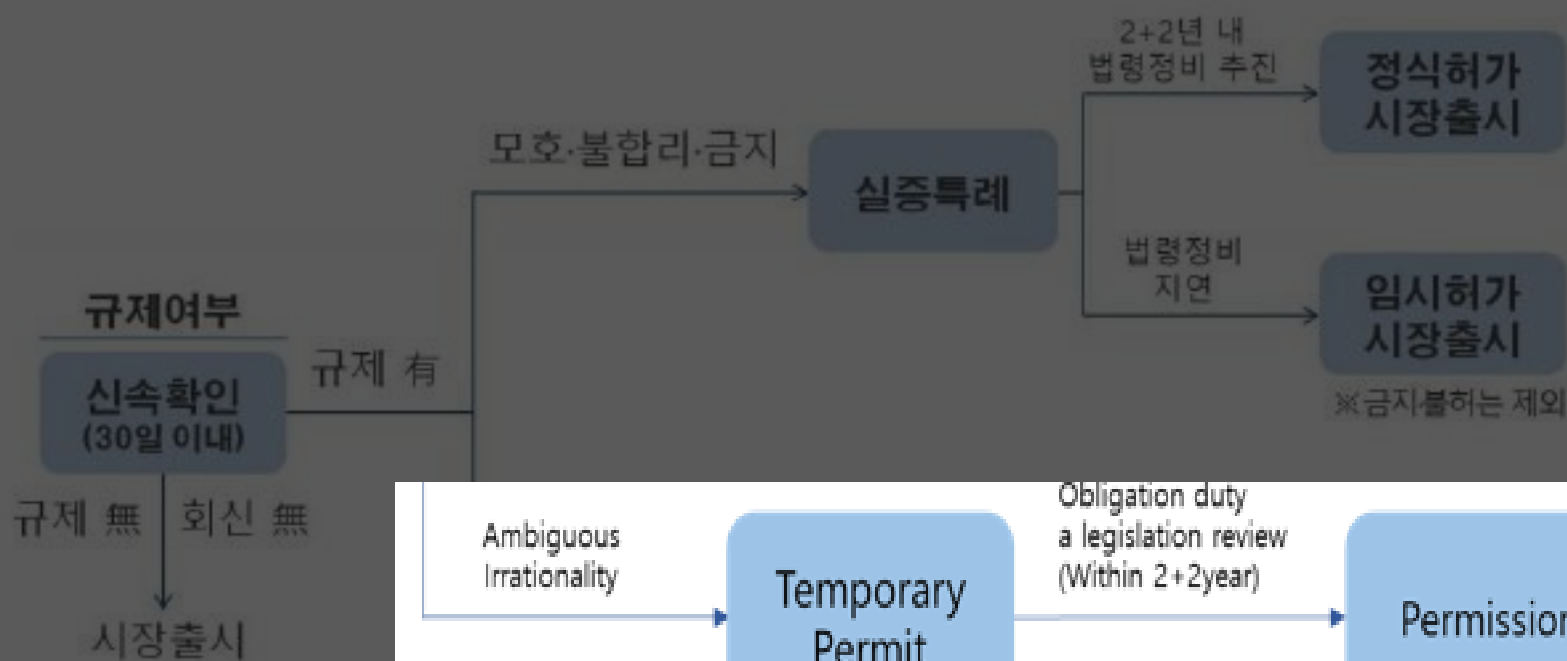 2+2년 내
법령정비 추진
정식허가
시장출시
모호·불합리·금지
실증특례
법령정비
지연
임시허가
시장출시
※금지·불허는 제외
규제여부
신속확인
(30일 이내)
규제 有
규제 無
회신 無
시장출시
Ambiguous
Irrationality
Temporary
Permit
Obligation duty
a legislation review
(Within 2+2year)
Permission